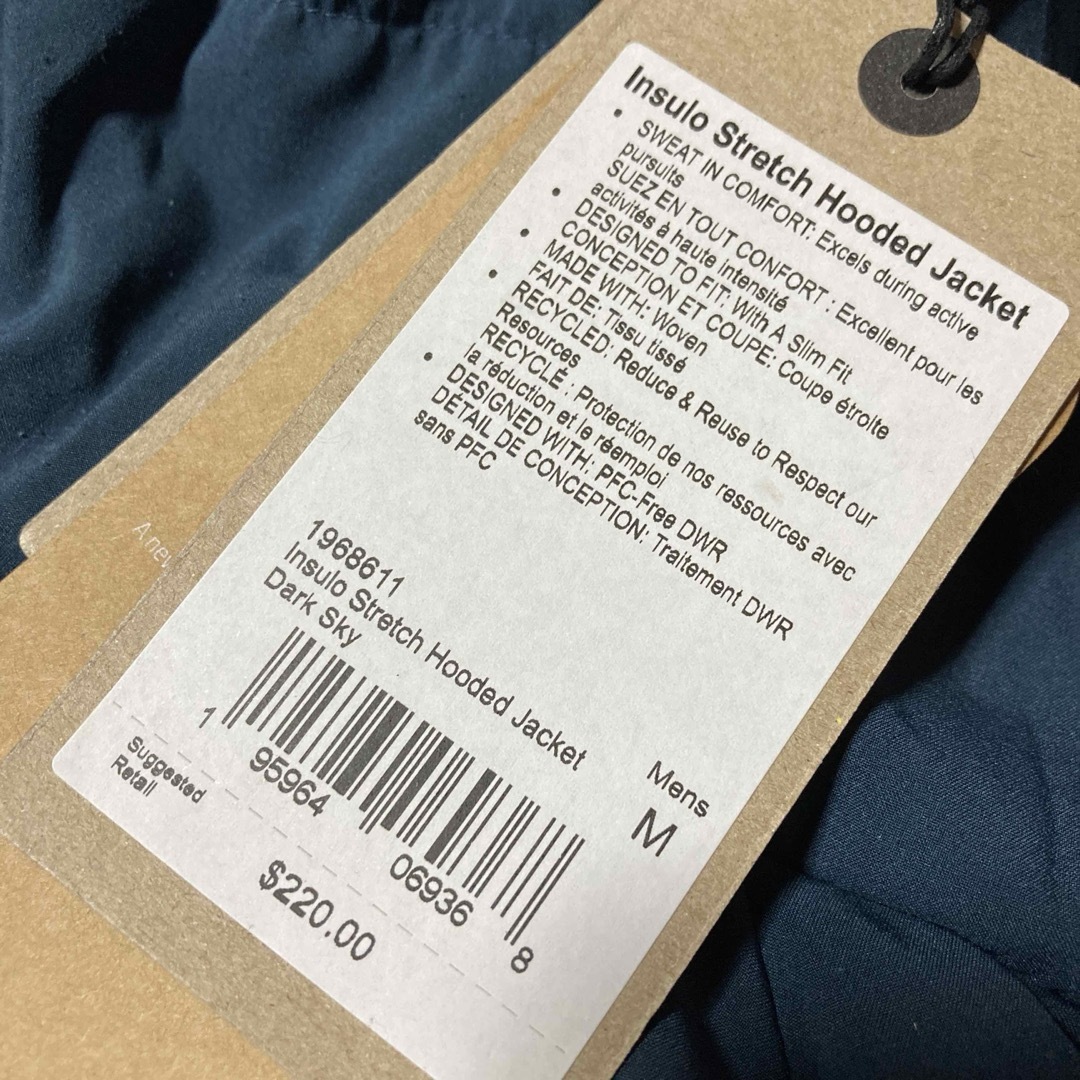 Insulo Stretch Hooded Jacket
• SWEAT IN COMFORT: Excels during active
pursuits
SUEZ EN TOUT CONFORT : Excellent pour les
activités à haute intensité
• DESIGNED TO FIT: With A Slim Fit
CONCEPTION ET COUPE: Coupe étroite
• MADE WITH: Woven
FAIT DE: Tissu tissé
• RECYCLED: Reduce & Reuse to Respect our
Resources
RECYCLÉ : Protection de nos ressources avec
la réduction et le réemploi
• DESIGNED WITH: PFC-Free DWR
DÉTAIL DE CONCEPTION: Traitement DWR
sans PFC
1968611
Insulo Stretch Hooded Jacket
Dark Sky
Mens
M
1 95964 06936 8
Suggested
Retail
$220.00
A